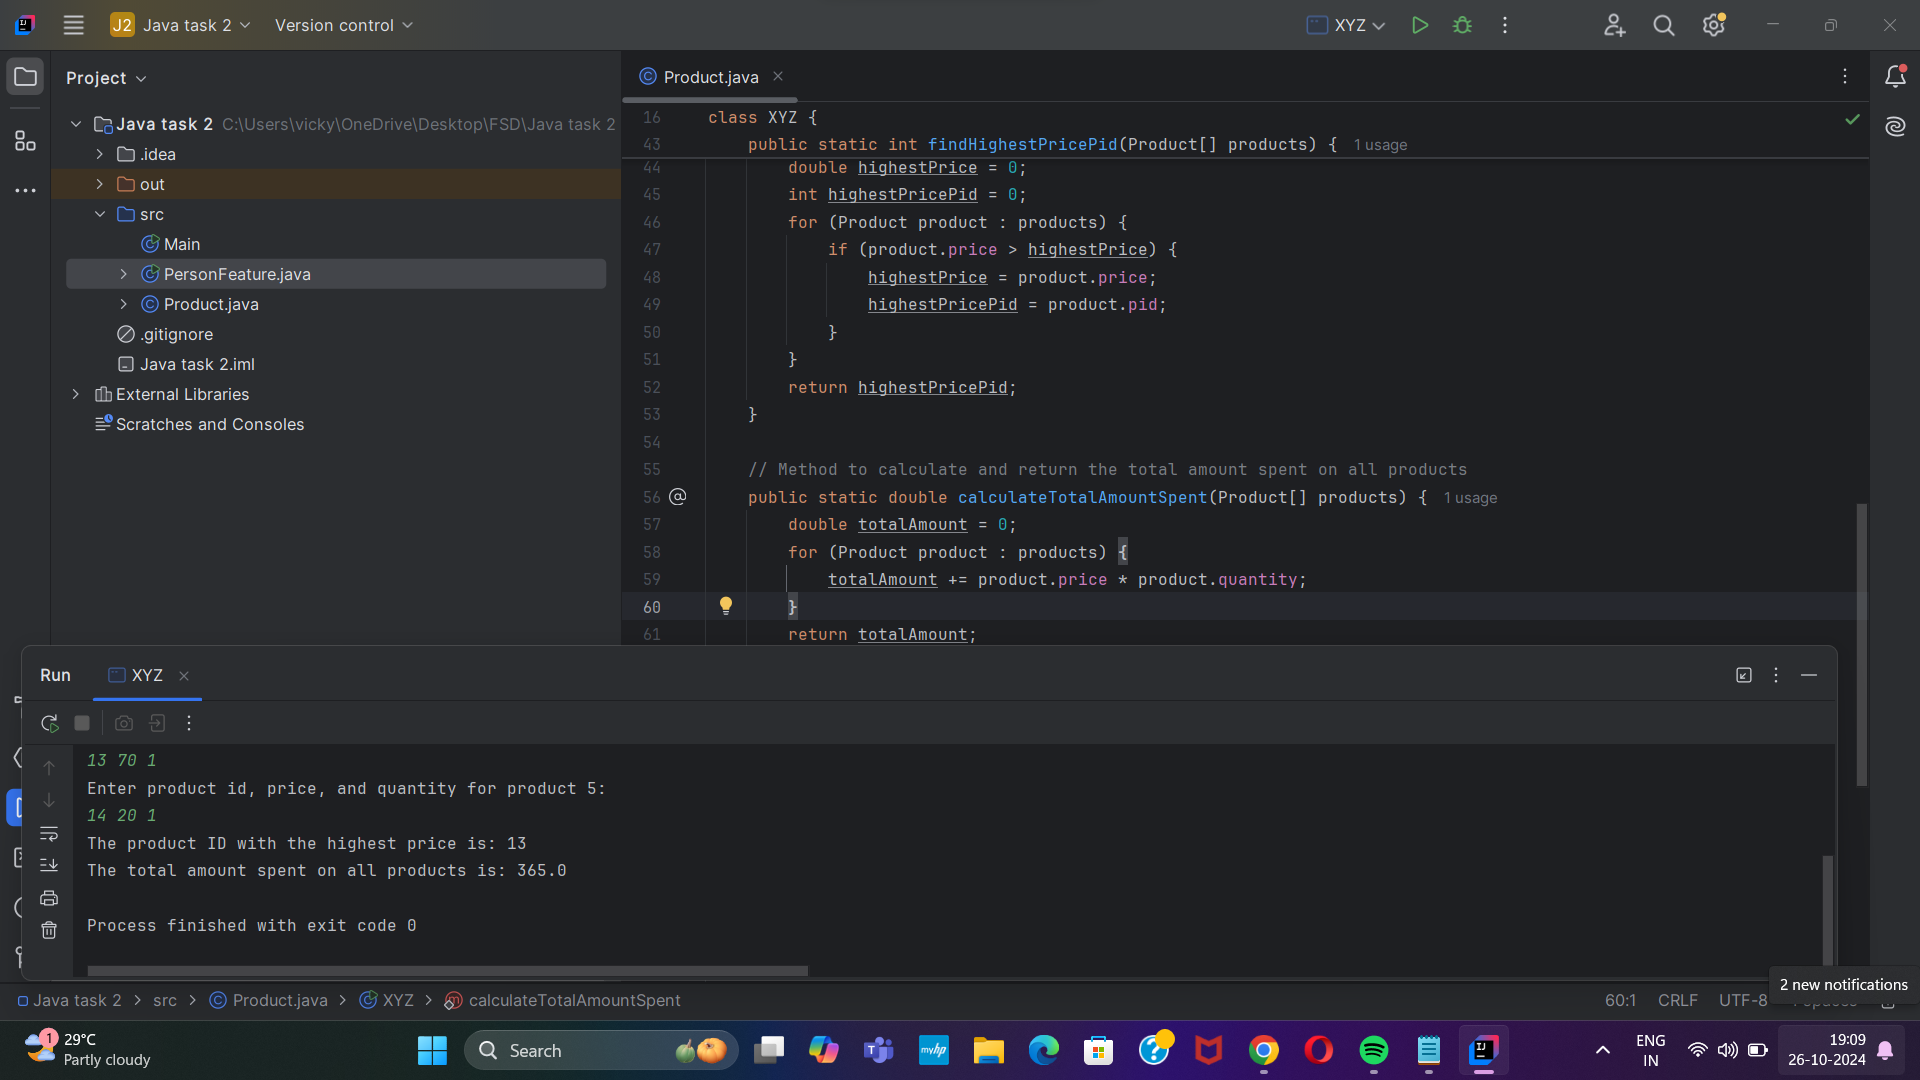 J2 Java task 2 Version control XYZ
Project
Product.java
Java task 2 C:\Users\vicky\OneDrive\Desktop\FSD\Java task 2
.idea
out
src
Main
PersonFeature.java
Product.java
.gitignore
Java task 2.iml
External Libraries
Scratches and Consoles
16 class XYZ {
43 public static int findHighestPricePid(Product[] products) { 1 usage
44 double highestPrice = 0;
45 int highestPricePid = 0;
46 for (Product product : products) {
47 if (product.price > highestPrice) {
48 highestPrice = product.price;
49 highestPricePid = product.pid;
50 }
51 }
52 return highestPricePid;
53 }
54
55 // Method to calculate and return the total amount spent on all products
56 @ public static double calculateTotalAmountSpent(Product[] products) { 1 usage
57 double totalAmount = 0;
58 for (Product product : products) {
59 totalAmount += product.price * product.quantity;
60 }
61 return totalAmount;
Run XYZ
13 70 1
Enter product id, price, and quantity for product 5:
14 20 1
The product ID with the highest price is: 13
The total amount spent on all products is: 365.0
Process finished with exit code 0
2 new notifications
Java task 2 > src > Product.java > XYZ > calculateTotalAmountSpent 60:1 CRLF UTF-8
1
29°C
Partly cloudy
Search
myhp
ENG
IN
19:09
26-10-2024